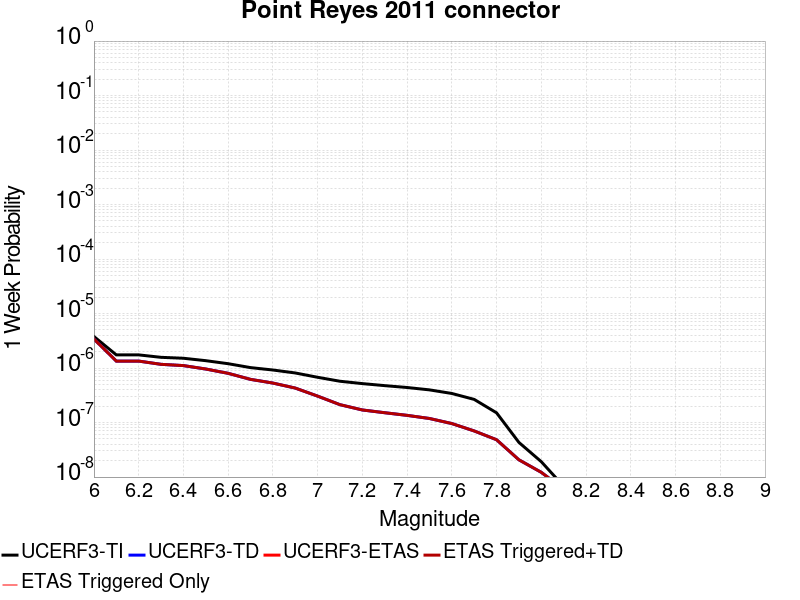 Point Reyes 2011 connector
10^0
10^-1
10^-2
10^-3
10^-4
10^-5
10^-6
10^-7
10^-8
1 Week Probability
6 6.2 6.4 6.6 6.8 7 7.2 7.4 7.6 7.8 8 8.2 8.4 8.6 8.8 9
Magnitude
UCERF3-TI UCERF3-TD UCERF3-ETAS ETAS Triggered+TD
ETAS Triggered Only